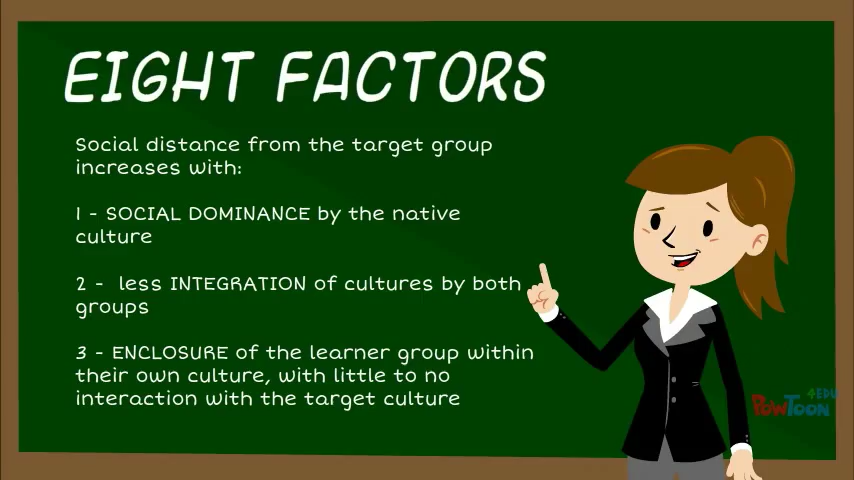 EIGHT FACTORS
Social distance from the target group
increases with:
1 - SOCIAL DOMINANCE by the native
culture
2 - less INTEGRATION of cultures by both
groups
3 - ENCLOSURE of the learner group within
their own culture, with little to no
interaction with the target culture
4EDU
POWTOON